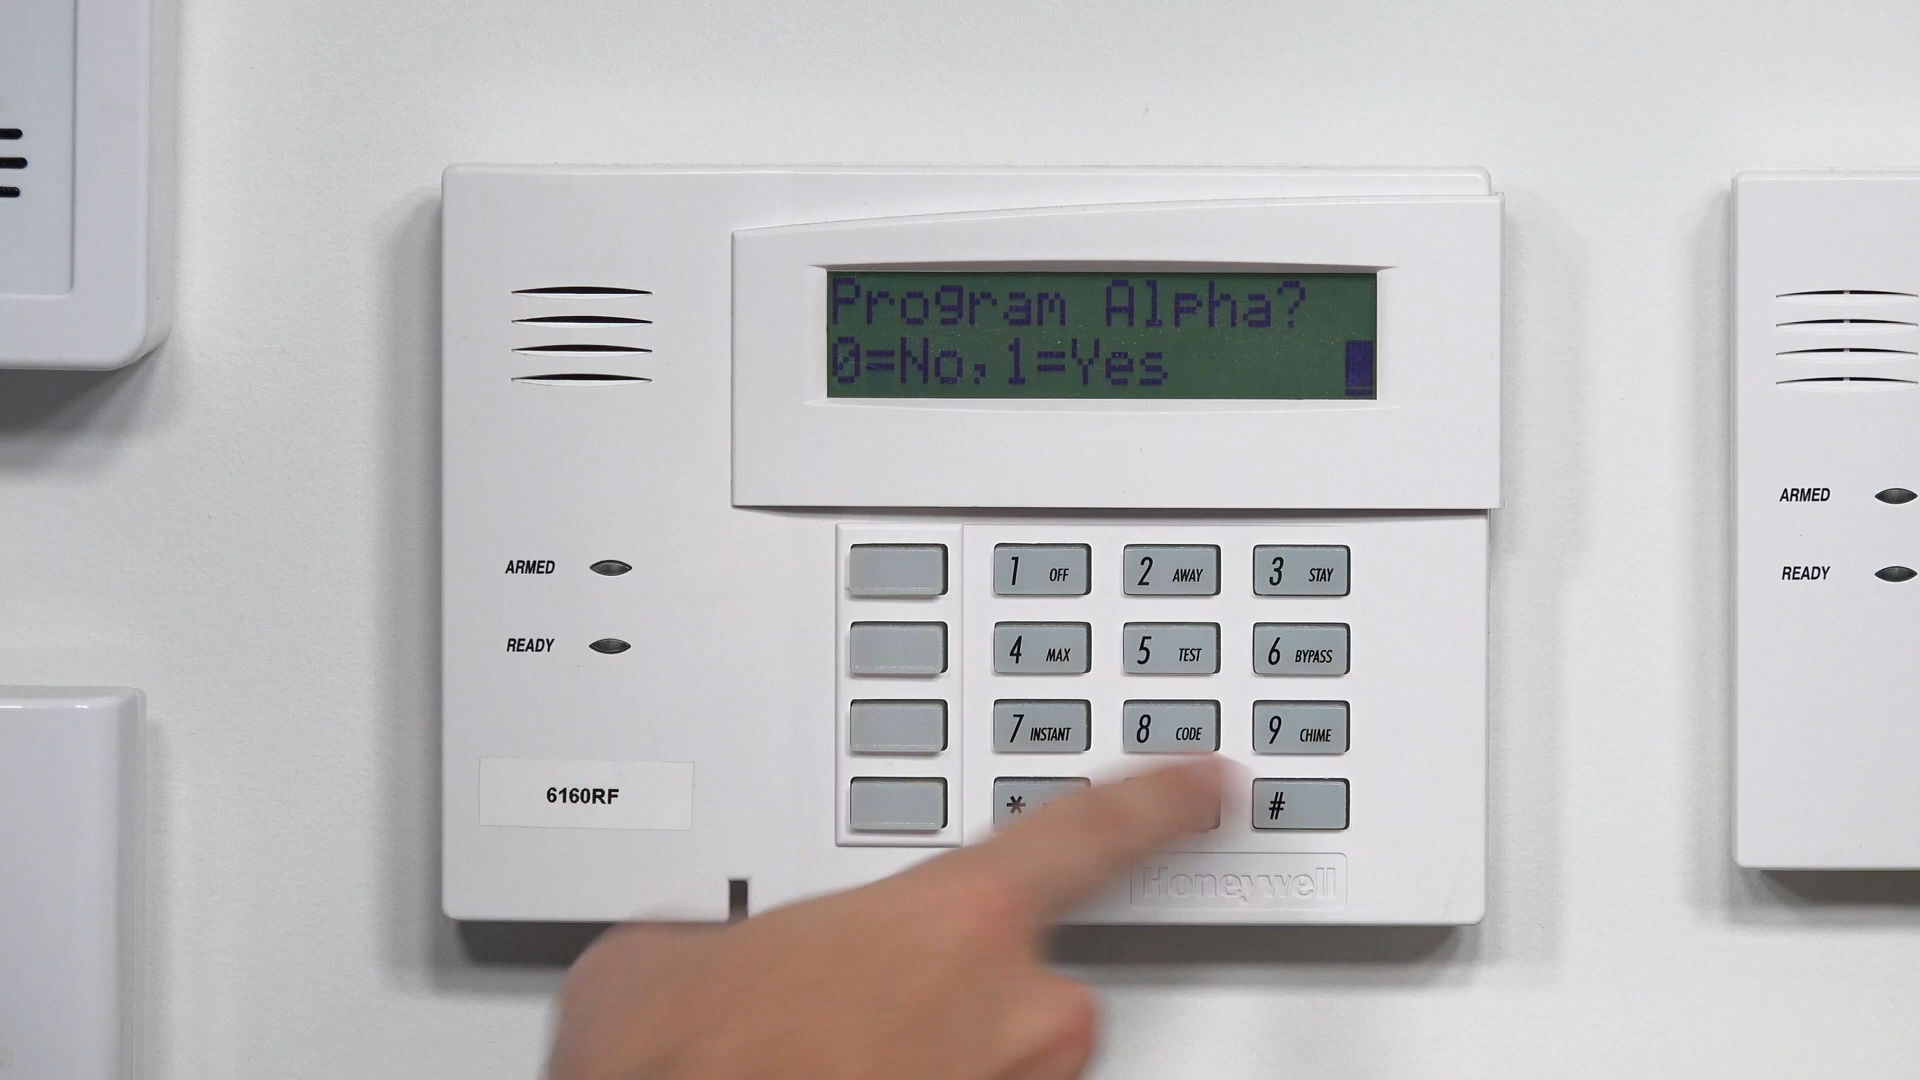 Program Alpha?
0=No,1=Yes
ARMED
READY
6160RF
1 OFF
2 AWAY
3 STAY
4 MAX
5 TEST
6 BYPASS
7 INSTANT
8 CODE
9 CHIME
*
#
Honeywell
ARMED
READY